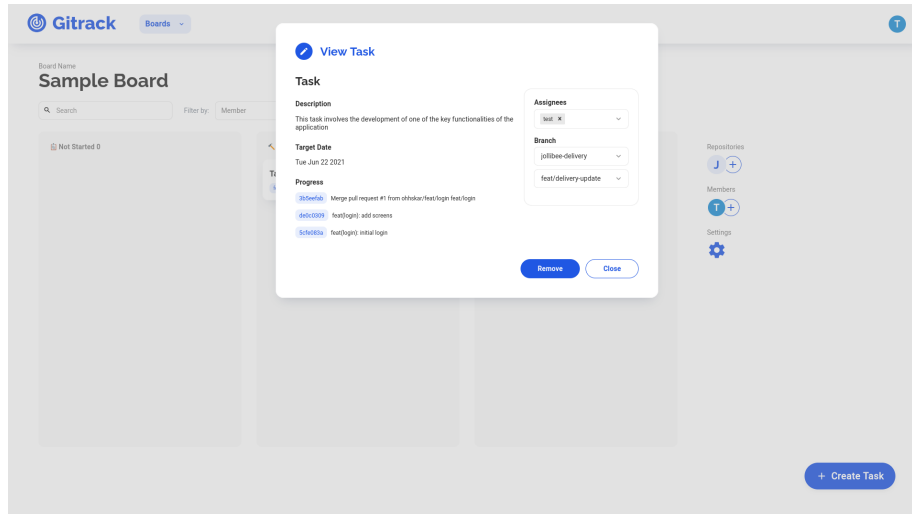 Gitrack
Boards
T
View Task
Board Name
Sample Board
Search
Filter by:
Member
Not Started 0
Ta
Task
Description
This task involves the development of one of the key functionalities of the
application
Target Date
Tue Jun 22 2021
Progress
3b5eefab Merge pull request #1 from ohhskar/feat/login feat/login
de0c0309 feat(login): add screens
5cfe083a feat(login): initial login
Assignees
test ×
Branch
jollibee-delivery
feat/delivery-update
Remove
Close
Repositories
J +
Members
T +
Settings
+ Create Task